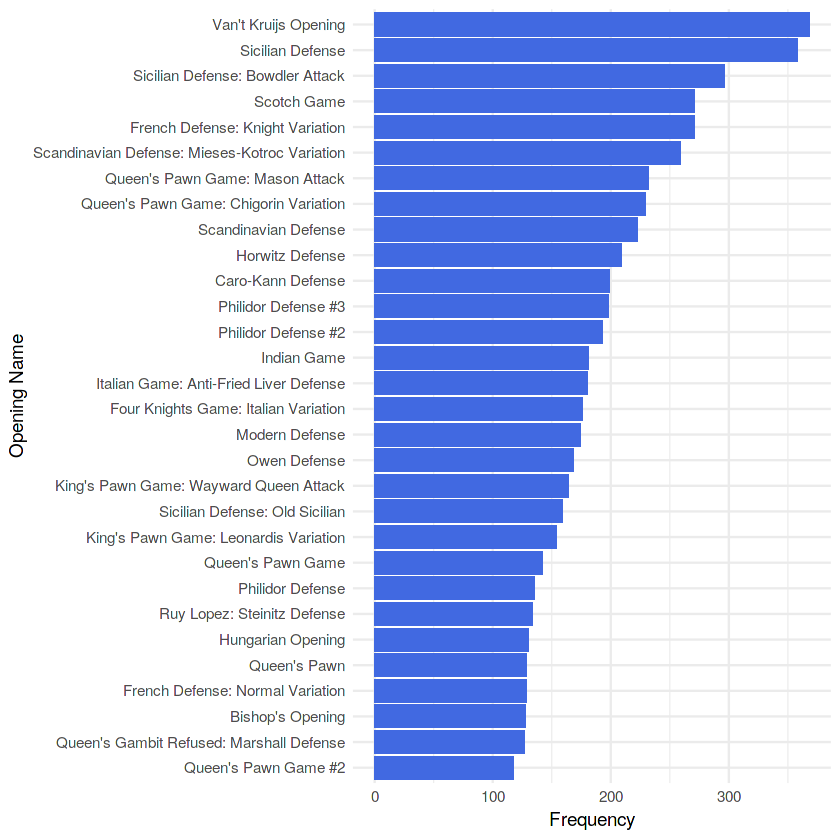 Van't Kruijs Opening
Sicilian Defense
Sicilian Defense: Bowdler Attack
Scotch Game
French Defense: Knight Variation
Scandinavian Defense: Mieses-Kotroc Variation
Queen's Pawn Game: Mason Attack
Queen's Pawn Game: Chigorin Variation
Scandinavian Defense
Horwitz Defense
Caro-Kann Defense
Philidor Defense #3
Philidor Defense #2
Indian Game
Italian Game: Anti-Fried Liver Defense
Four Knights Game: Italian Variation
Modern Defense
Owen Defense
King's Pawn Game: Wayward Queen Attack
Sicilian Defense: Old Sicilian
King's Pawn Game: Leonardis Variation
Queen's Pawn Game
Philidor Defense
Ruy Lopez: Steinitz Defense
Hungarian Opening
Queen's Pawn
French Defense: Normal Variation
Bishop's Opening
Queen's Gambit Refused: Marshall Defense
Queen's Pawn Game #2
Opening Name
0 100 200 300
Frequency